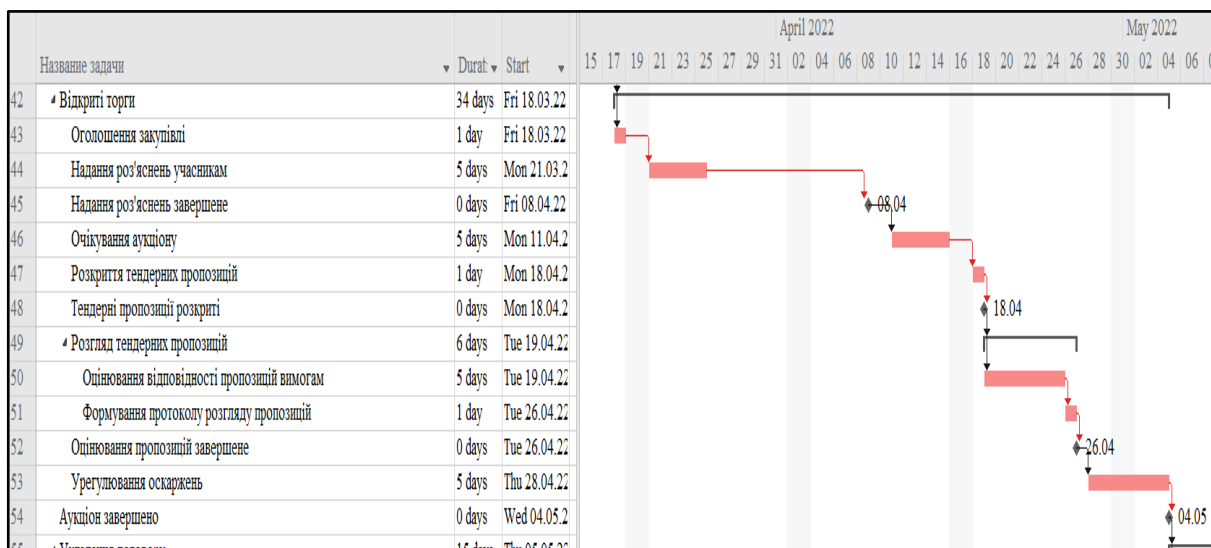 April 2022 May 2022
Название задачи Durat: Start 15 17 19 21 23 25 27 29 31 02 04 06 08 10 12 14 16 18 20 22 24 26 28 30 02 04 06
42 Відкриті торги 34 days Fri 18.03.22
43 Оголошення закупівлі 1 day Fri 18.03.22
44 Надання роз'яснень учасникам 5 days Mon 21.03.2
45 Надання роз'яснень завершене 0 days Fri 08.04.22 08.04
46 Очікування аукціону 5 days Mon 11.04.2
47 Розкриття тендерних пропозицій 1 day Mon 18.04.2
48 Тендерні пропозиції розкриті 0 days Mon 18.04.2 18.04
49 Розгляд тендерних пропозицій 6 days Tue 19.04.22
50 Оцінювання відповідності пропозицій вимогам 5 days Tue 19.04.22
51 Формування протоколу розгляду пропозицій 1 day Tue 26.04.22
52 Оцінювання пропозицій завершене 0 days Tue 26.04.22 26.04
53 Урегулювання оскаржень 5 days Thu 28.04.22
54 Аукціон завершено 0 days Wed 04.05.2 04.05